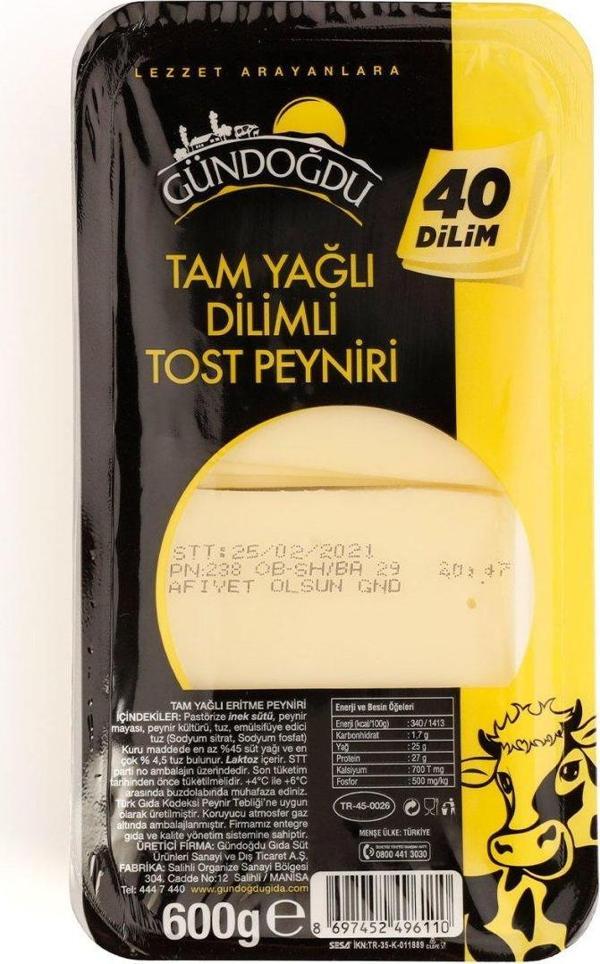 LEZZET ARAYANLARA
GÜNDOĞDU
40
DİLİM
TAM YAĞLI
DİLİMLİ
TOST PEYNİRİ
STT: 25/02/2021
PN:238 OB-SH/BA 29
AFIYET OLSUN GND
TAM YAĞLI ERİTME PEYNİRİ
İÇİNDEKİLER: Pastörize inek sütü, peynir
mayası, peynir kültürü, tuz, emülsifiye edici
tuz (Sodyum sitrat, Sodyum fosfat)
Kuru maddede en az %45 süt yağı ve en
çok % 4,5 tuz bulunur. Laktoz içerir. STT
parti no ambalajın üzerindedir. Son tüketim
tarihinden önce tüketilmelidir. +4°C ile +6°C
arasında buzdolabında muhafaza ediniz.
Türk Gıda Kodeksi Peynir Tebliği'ne uygun
olarak üretilmiştir. Koruyucu atmosfer gaz
altında ambalajlanmıştır. Firmamız entegre
gıda ve kalite yönetim sistemine sahiptir.
ÜRETİCİ FİRMA: Gündoğdu Gıda Süt
Ürünleri Sanayi ve Dış Ticaret A.Ş.
FABRİKA: Salihli Organize Sanayi Bölgesi
304. Cadde No:12 Salihli / MANİSA
Tel: 444 7 440 www.gundogdugida.com
Enerji ve Besin Öğeleri
Enerji (kcal/100g) : 340 / 1413
Karbonhidrat : 1,7 g
Yağ : 25 g
Protein : 27 g
Kalsiyum : 700 T mg
Fosfor : 500 mg/kg
TR-45-0026
MENŞE ÜLKE: TÜRKİYE
0800 441 3030
600g e
8 697452 496110
SESA İKN:TR-35-K-011889